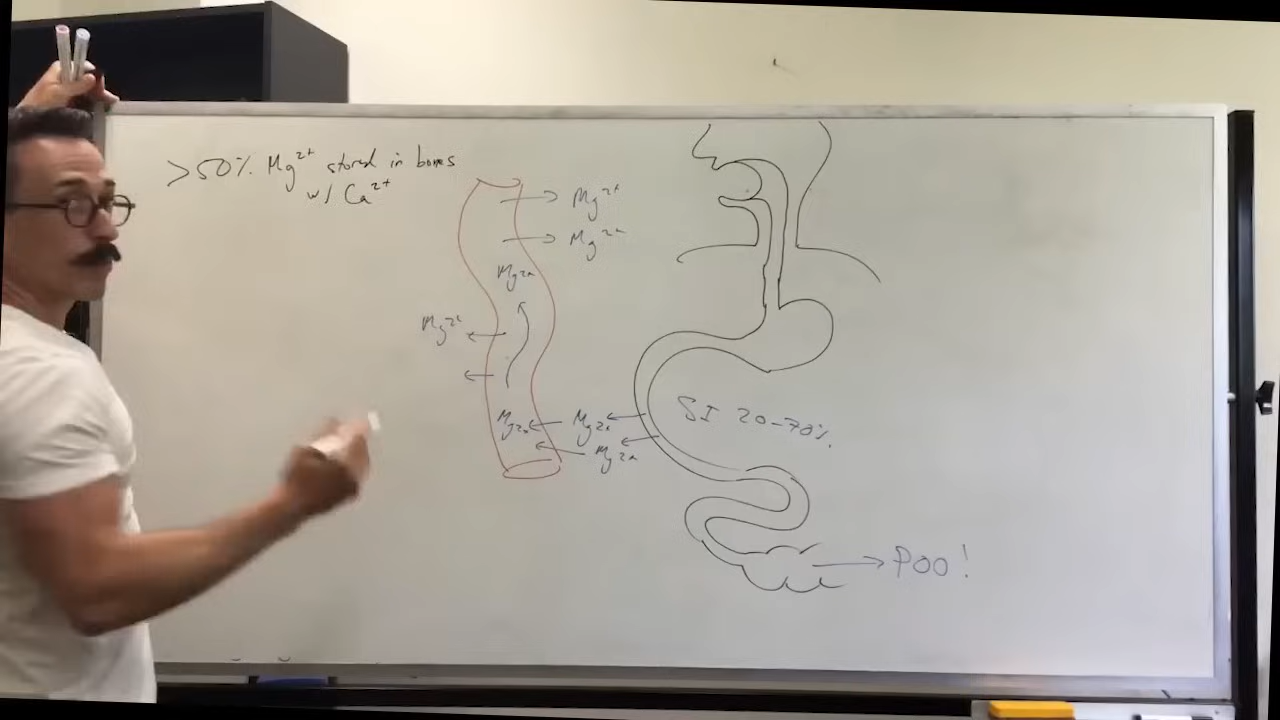 >50% Mg²⁺ stored in bones
w/ Ca²⁺
Mg²⁺
Mg²⁺
Mg²⁺
Mg²⁺
Mg²⁺
Mg²⁺
Mg²⁺
SI 20-70%.
POO!